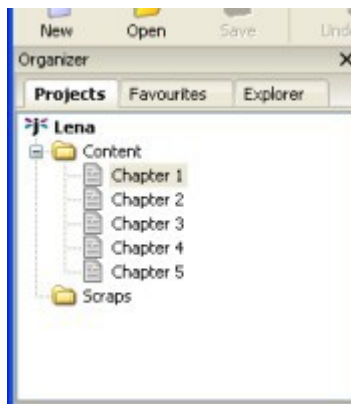 New Open Save Und
Organizer
Projects Favourites Explorer
Lena
Content
Chapter 1
Chapter 2
Chapter 3
Chapter 4
Chapter 5
Scraps